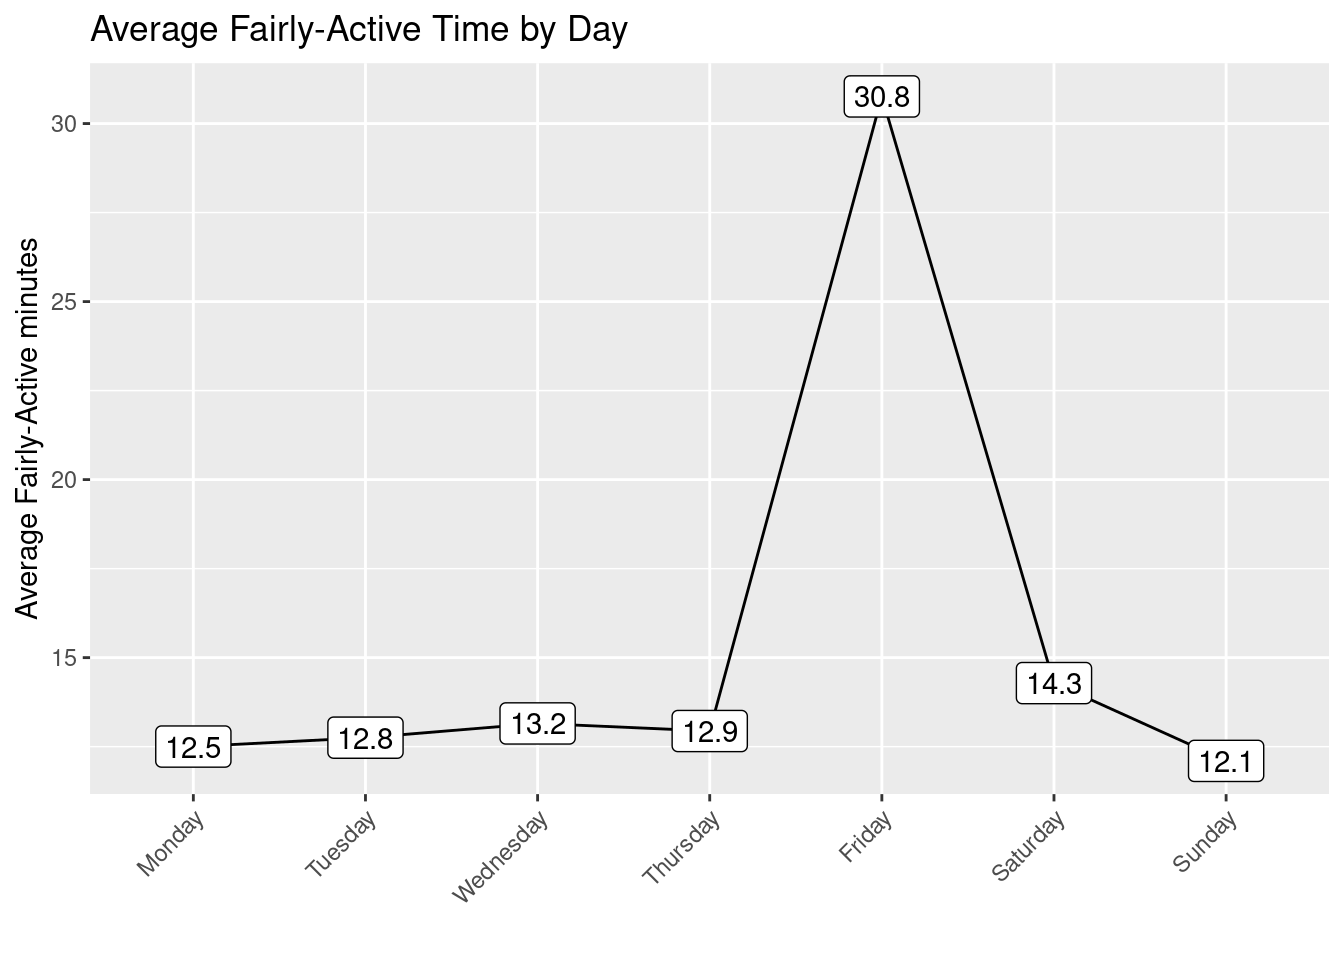 Average Fairly-Active Time by Day
Average Fairly-Active minutes
30
25
20
15
12.5
12.8
13.2
12.9
30.8
14.3
12.1
Monday
Tuesday
Wednesday
Thursday
Friday
Saturday
Sunday